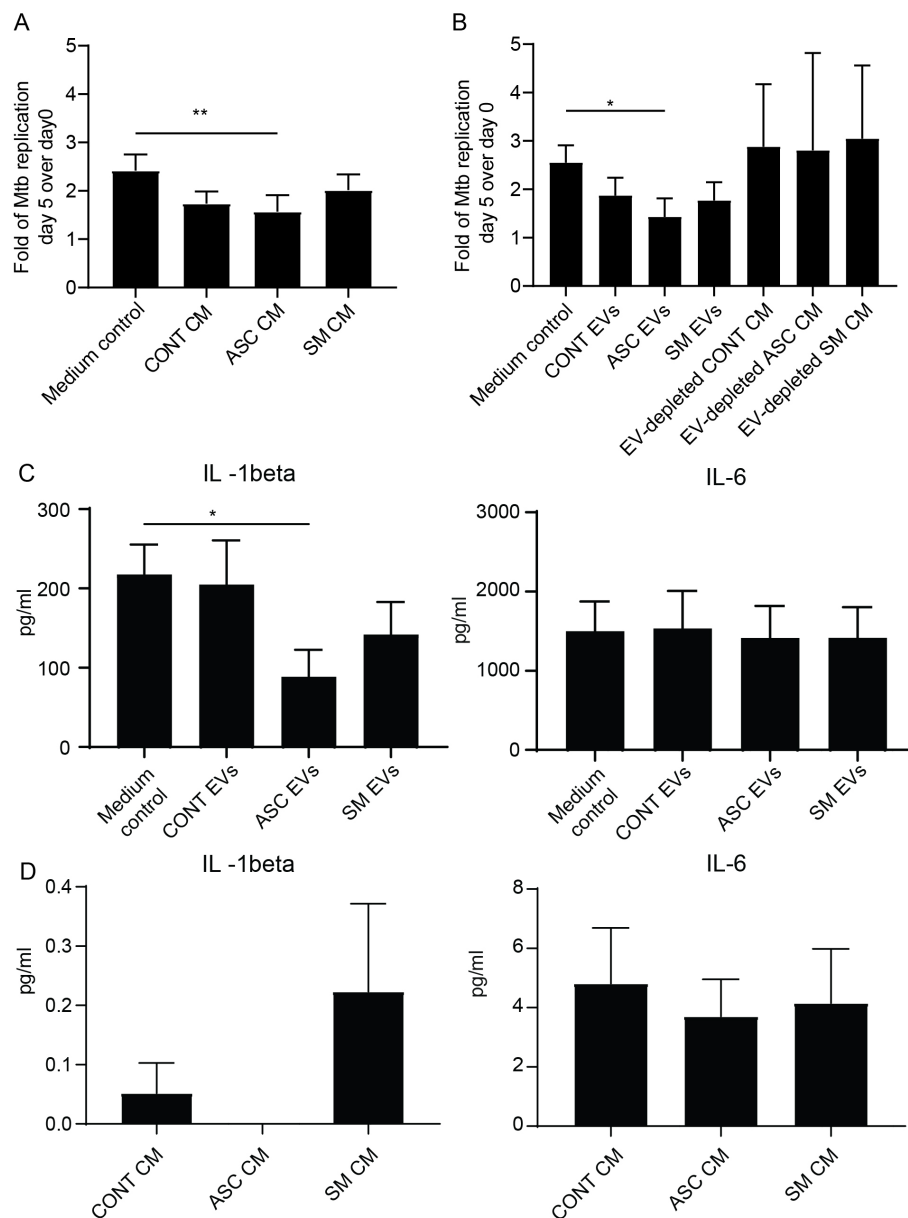 A
Fold of Mtb replication
day 5 over day0
5
4
3
2
1
0
**
Medium control
CONT CM
ASC CM
SM CM
B
Fold of Mtb replication
day 5 over day 0
5
4
3
2
1
0
*
Medium control
CONT EVs
ASC EVs
SM EVs
EV-depleted CONT CM
EV-depleted ASC CM
EV-depleted SM CM
C
IL -1beta
pg/ml
300
200
100
0
*
Medium
control
CONT EVs
ASC EVs
SM EVs
IL-6
pg/ml
3000
2000
1000
0
Medium
control
CONT EVs
ASC EVs
SM EVs
D
IL -1beta
pg/ml
0.4
0.3
0.2
0.1
0.0
CONT CM
ASC CM
SM CM
IL-6
pg/ml
8
6
4
2
0
CONT CM
ASC CM
SM CM